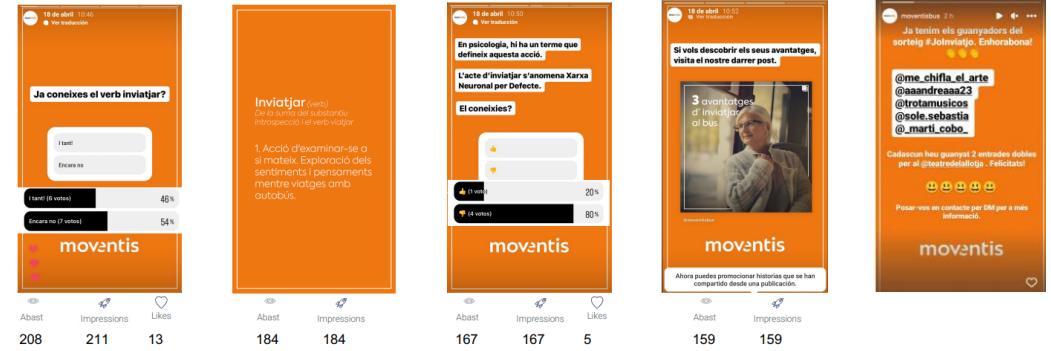 18 de abril 10:46
Ver traducción
Ja coneixes el verb inviatjar?
I tant!
Encara no
I tant! (6 votos) 46%
Encara no (7 votos) 54%
moventis
Abast Impressions Likes
208 211 13
Inviatjar (verb)
De la suma del substantiu
introspecció i el verb viatjar
1. Acció d'examinar-se a
si mateix. Exploració dels
sentiments i pensaments
mentre viatges amb
autobús.
Abast Impressions
184 184
18 de abril 10:50
Ver traducción
En psicologia, hi ha un terme que
defineix aquesta acció.
L'acte d'inviatjar s'anomena Xarxa
Neuronal per Defecte.
El coneixies?
👍
👎
👍 (1 voto) 20%
👎 (4 votos) 80%
moventis
Abast Impressions Likes
167 167 5
18 de abril 10:52
Ver traducción
Si vols descobrir els seus avantatges,
visita el nostre darrer post.
3 avantatges
d'inviatjar
al bus
@moventisbus
moventis
Ahora puedes promocionar historias que se han
compartido desde una publicación.
Abast Impressions
159 159
moventisbus 2 h
Ja tenim els guanyadors del
sorteig #JoInviatjo. Enhorabona!
👏👏👏
@me_chifla_el_arte
@aaandreaaa23
@trotamusicos
@sole.sebastia
@_marti_cobo_
Cadascun heu guanyat 2 entrades dobles
per al @teatredelallotja . Felicitats!
😃😃😃😃😃
Posar-vos en contacte per DM per a més
informació.
moventis